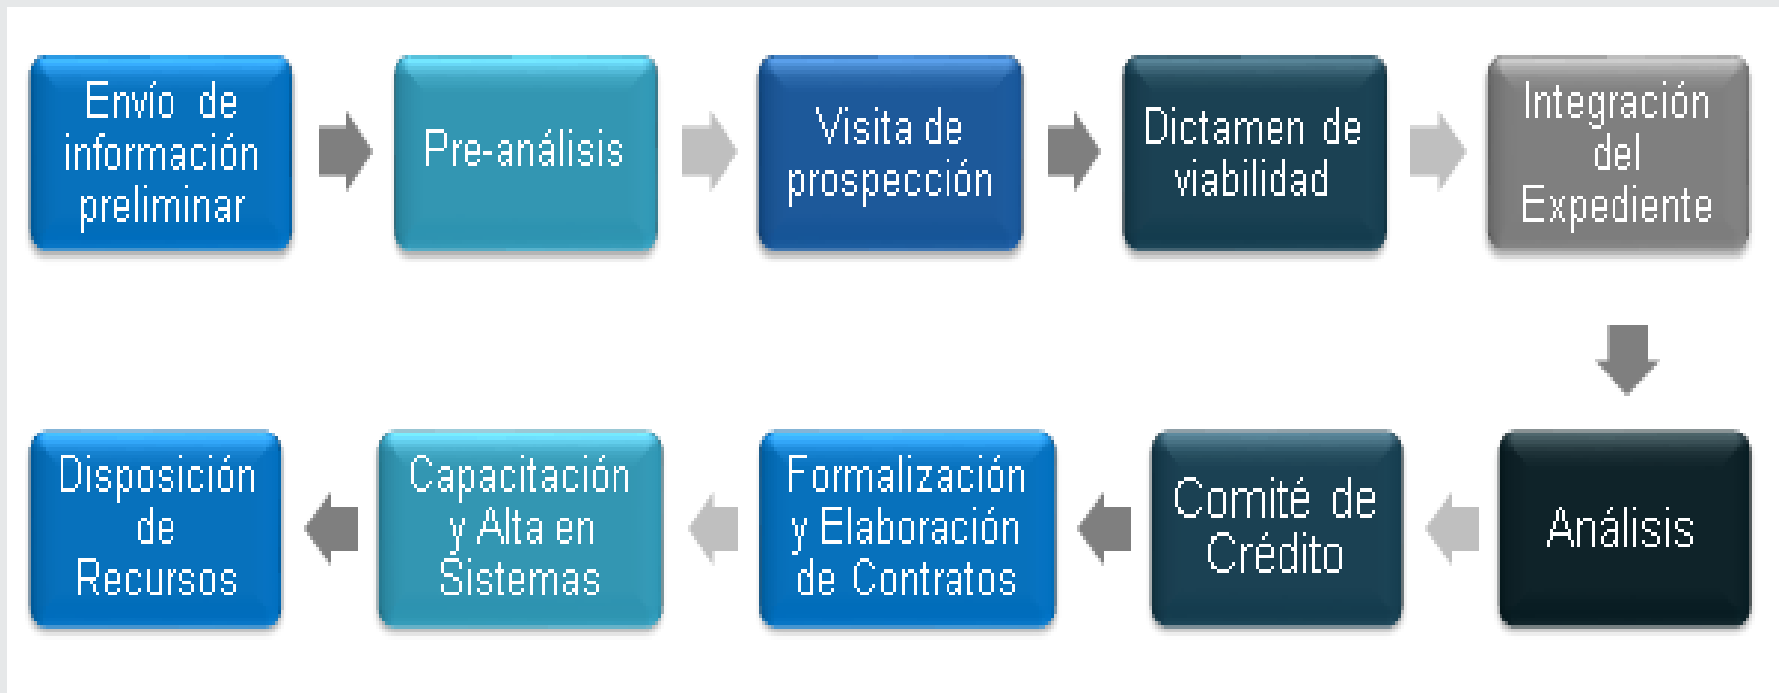 Envío de
información
preliminar
Pre-análisis
Visita de
prospección
Dictamen de
viabilidad
Integración
del
Expediente
Análisis
Comité de
Crédito
Formalización
y Elaboración
de Contratos
Capacitación
y Alta en
Sistemas
Disposición
de
Recursos